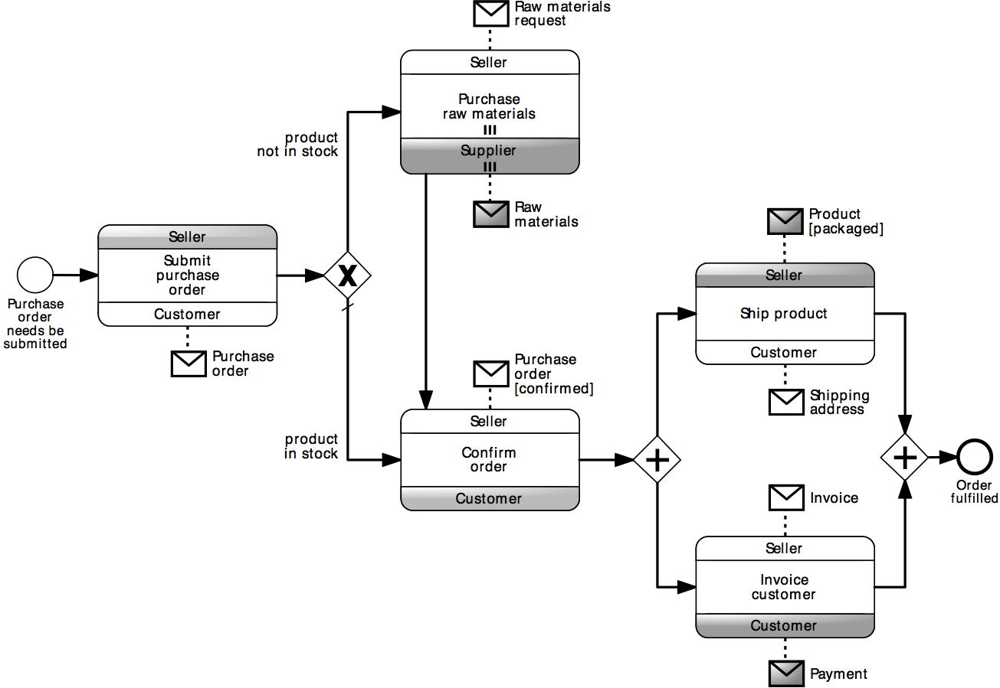 Raw materials
request
Seller
Purchase
raw materials
Supplier
product
not in stock
Raw
materials
Seller
Submit
purchase
order
Customer
Purchase
order
needs be
submitted
Purchase
order
X
Product
[packaged]
Seller
Ship product
Customer
Shipping
address
Purchase
order
[confirmed]
Seller
Confirm
order
Customer
product
in stock
Order
fulfilled
Invoice
Seller
Invoice
customer
Customer
Payment